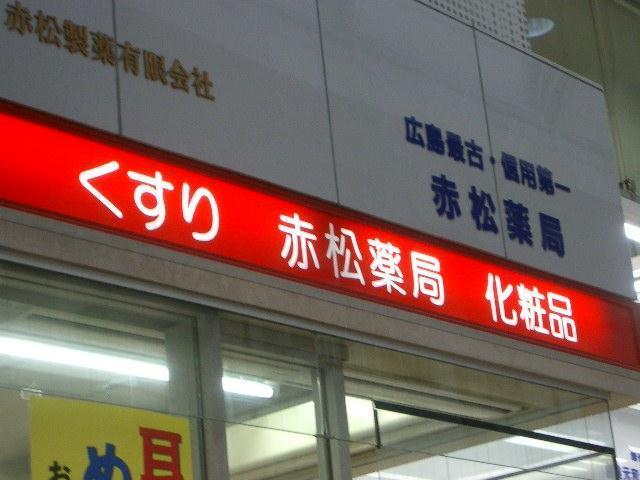 赤松製薬有限会社
広島最古・信用第一
赤松薬局
くすり 赤松薬局 化粧品